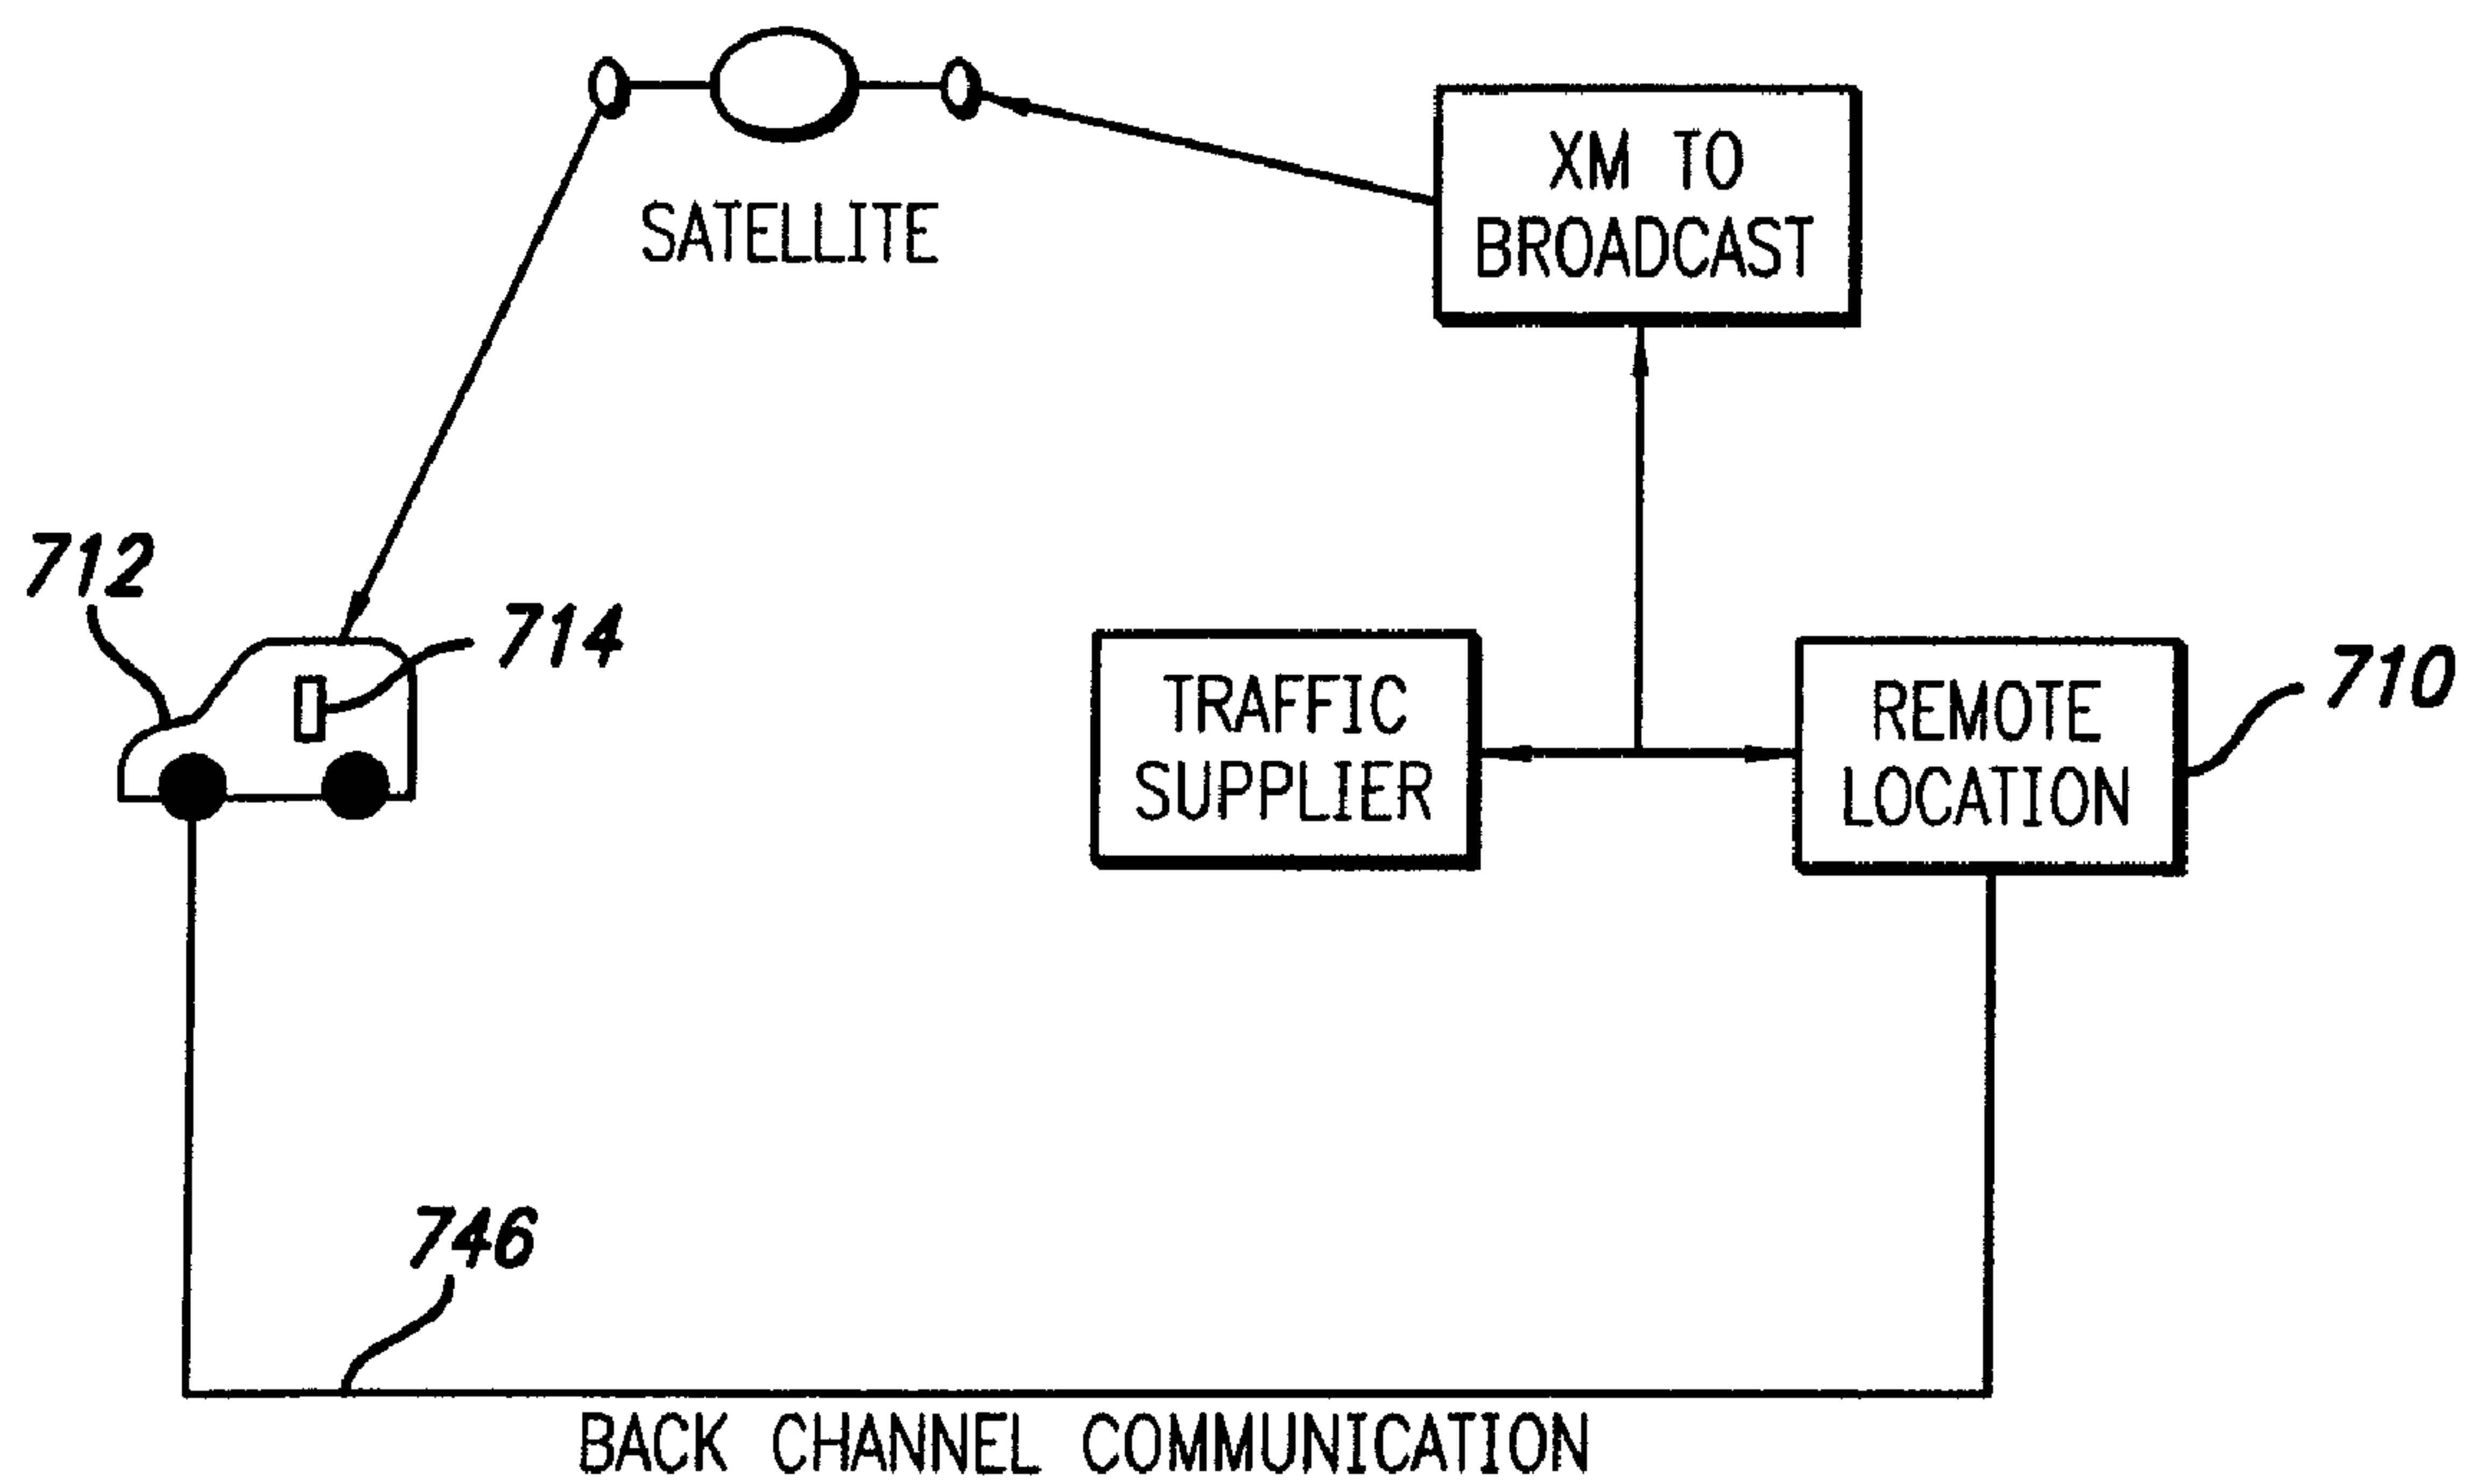 XM TO
BROADCAST
SATELLITE
712
714
TRAFFIC
SUPPLIER
REMOTE
LOCATION
710
746
BACK CHANNEL COMMUNICATION